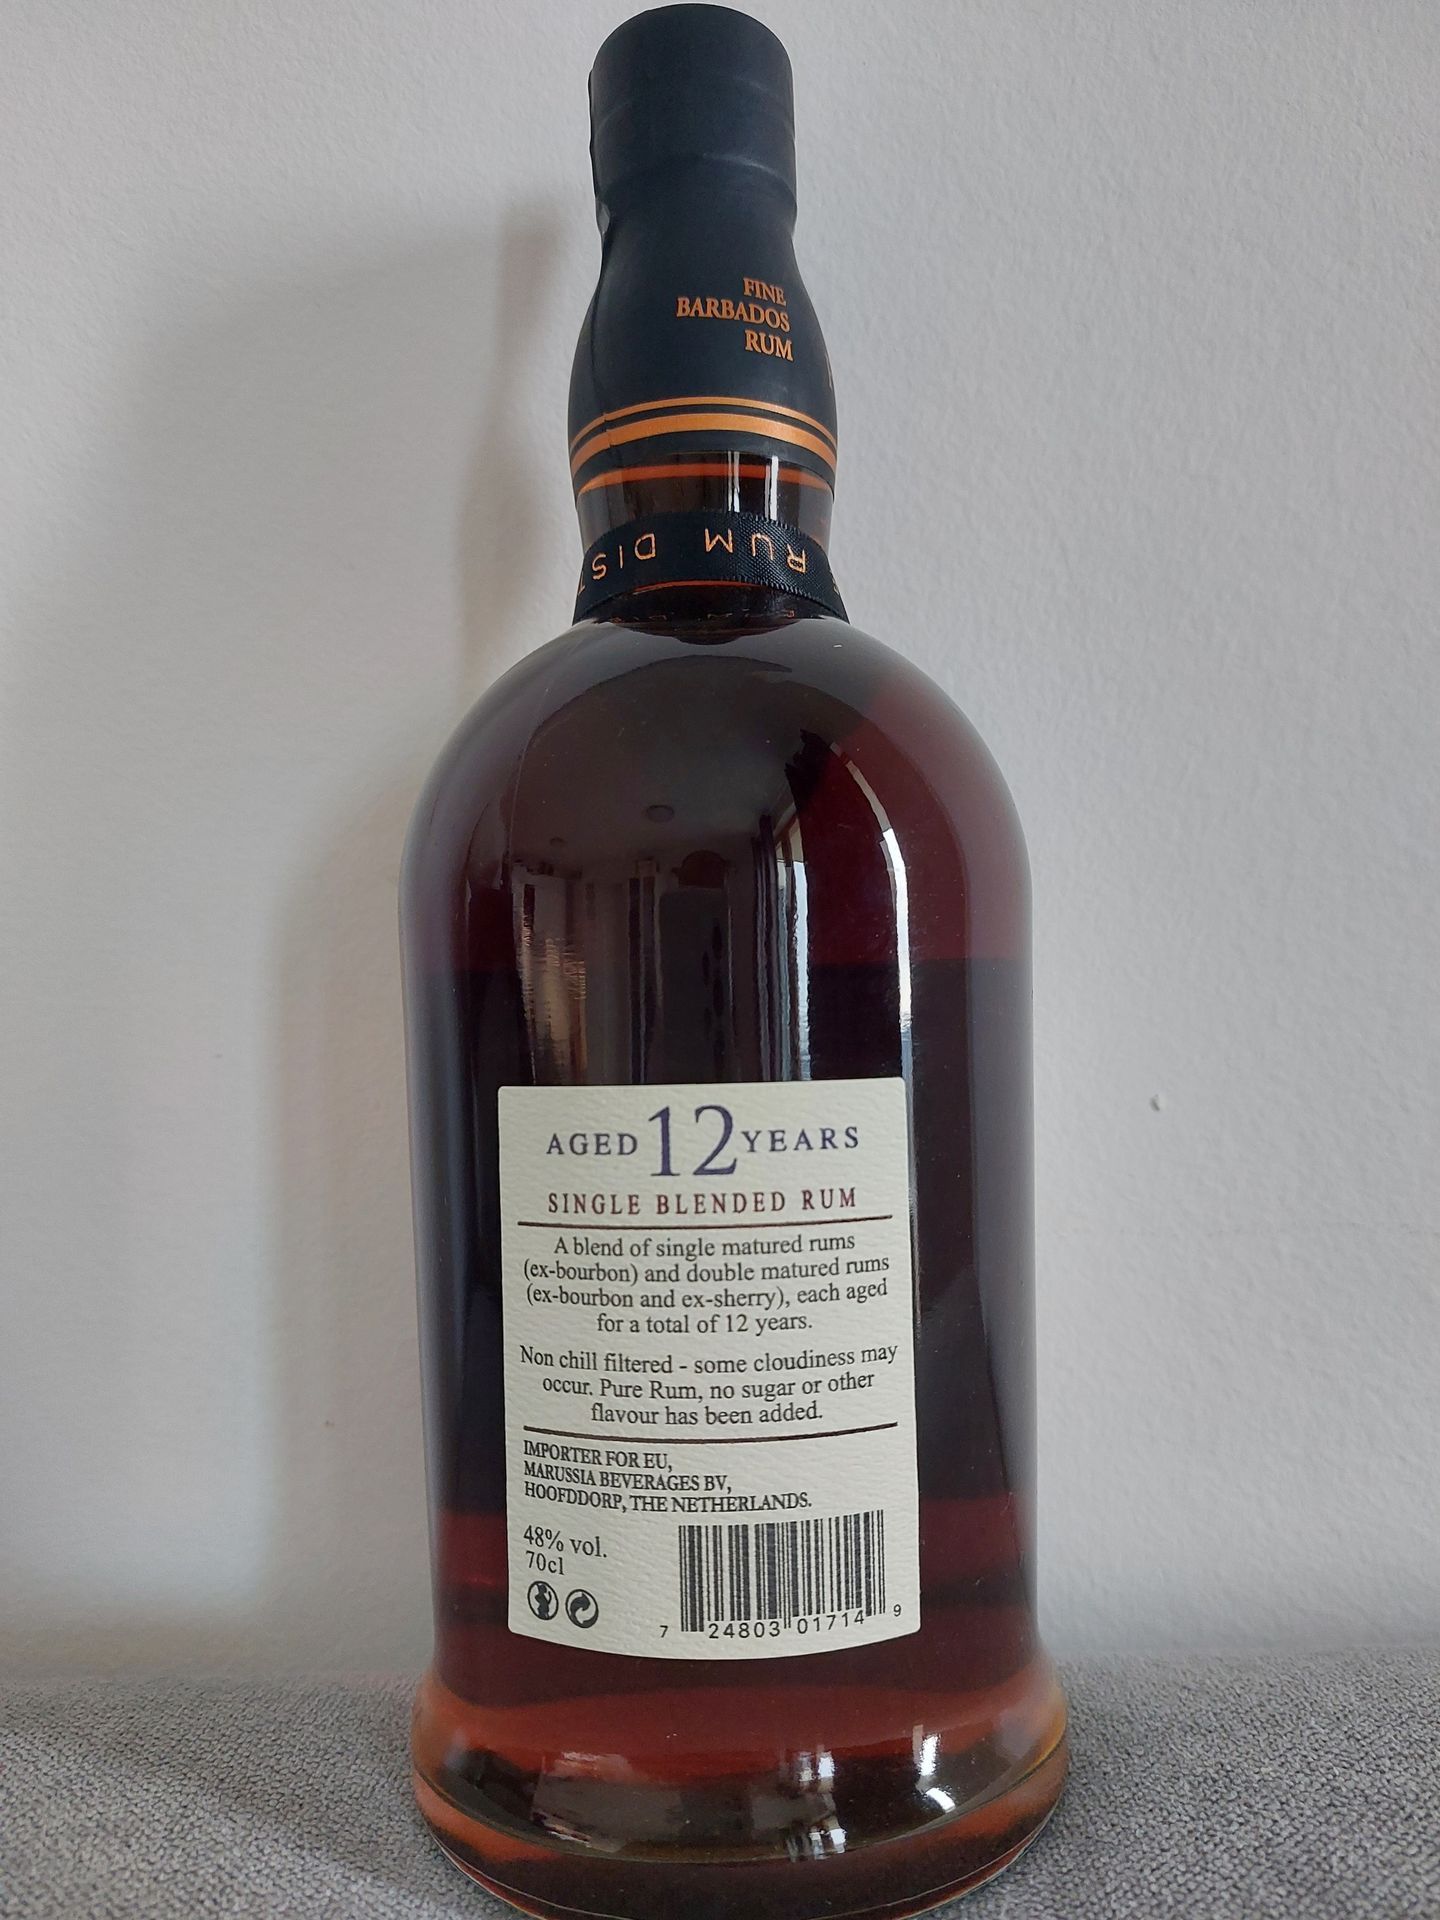 FINE
BARBADOS
RUM
RUM DIST
AGED 12 YEARS
SINGLE BLENDED RUM
A blend of single matured rums
(ex-bourbon) and double matured rums
(ex-bourbon and ex-sherry), each aged
for a total of 12 years.
Non chill filtered - some cloudiness may
occur. Pure Rum, no sugar or other
flavour has been added.
IMPORTER FOR EU,
MARUSSIA BEVERAGES BV,
HOOFDDORP, THE NETHERLANDS.
48% vol.
70cl
7 24803 01714 9